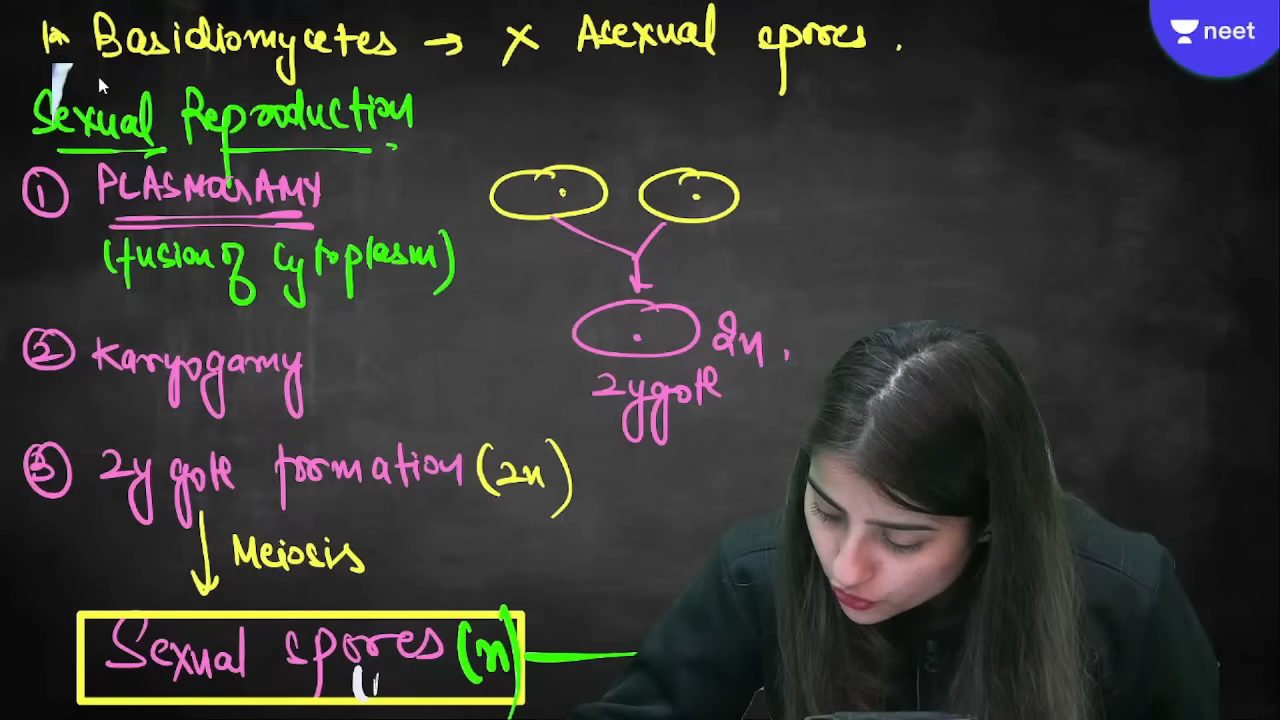 Basidiomycetes → × Asexual spores.
neet
Sexual Reproduction
① PLASMOGAMY
(fusion of cytoplasm)
② Karyogamy
2n.
zygote
③ zygote formation (2n)
↓ Meiosis
Sexual spores (n)